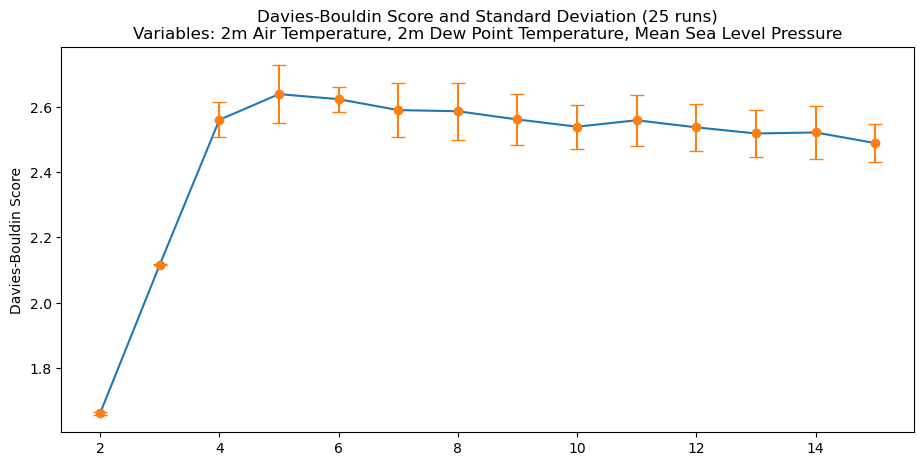 Davies-Bouldin Score and Standard Deviation (25 runs)
Variables: 2m Air Temperature, 2m Dew Point Temperature, Mean Sea Level Pressure
Davies-Bouldin Score
2.6
2.4
2.2
2.0
1.8
2 4 6 8 10 12 14